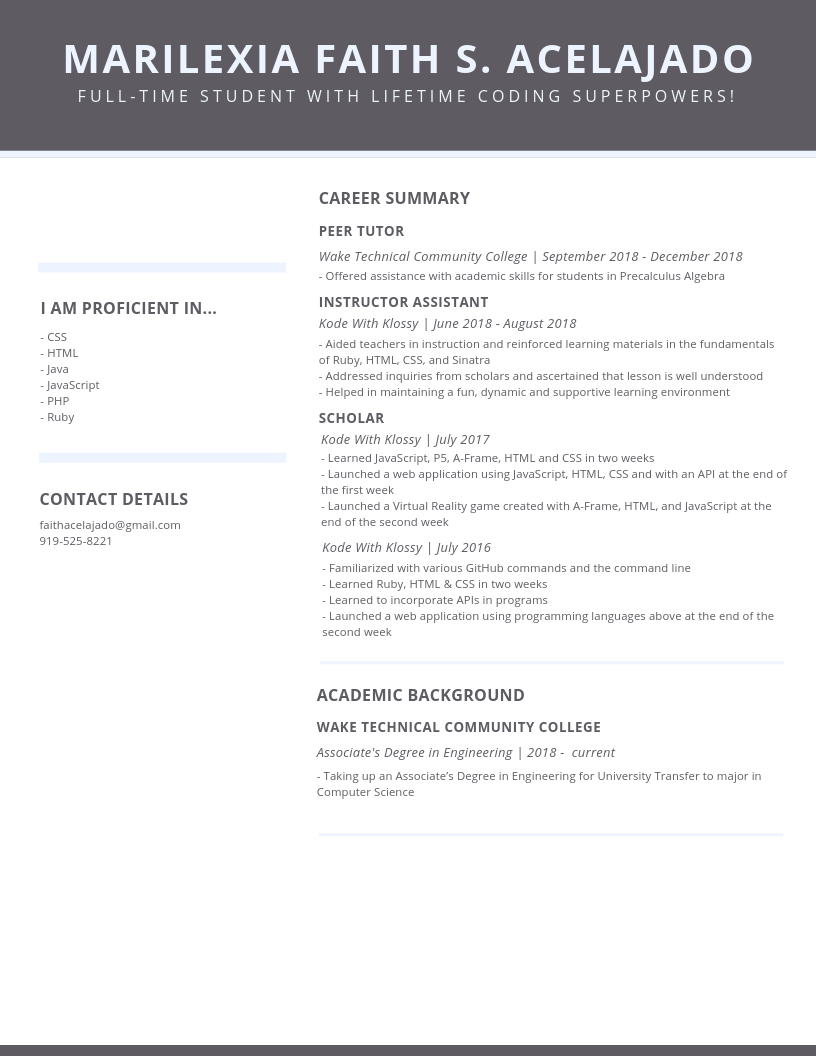 MARILEXIA FAITH S. ACELAJADO
FULL-TIME STUDENT WITH LIFETIME CODING SUPERPOWERS!
I AM PROFICIENT IN...
- CSS
- HTML
- Java
- JavaScript
- PHP
- Ruby
CONTACT DETAILS
faithacelajado@gmail.com
919-525-8221
CAREER SUMMARY
PEER TUTOR
Wake Technical Community College | September 2018 - December 2018
- Offered assistance with academic skills for students in Precalculus Algebra
INSTRUCTOR ASSISTANT
Kode With Klossy | June 2018 - August 2018
- Aided teachers in instruction and reinforced learning materials in the fundamentals
of Ruby, HTML, CSS, and Sinatra
- Addressed inquiries from scholars and ascertained that lesson is well understood
- Helped in maintaining a fun, dynamic and supportive learning environment
SCHOLAR
Kode With Klossy | July 2017
- Learned JavaScript, P5, A-Frame, HTML and CSS in two weeks
- Launched a web application using JavaScript, HTML, CSS and with an API at the end of
the first week
- Launched a Virtual Reality game created with A-Frame, HTML, and JavaScript at the
end of the second week
Kode With Klossy | July 2016
- Familiarized with various GitHub commands and the command line
- Learned Ruby, HTML & CSS in two weeks
- Learned to incorporate APIs in programs
- Launched a web application using programming languages above at the end of the
second week
ACADEMIC BACKGROUND
WAKE TECHNICAL COMMUNITY COLLEGE
Associate's Degree in Engineering | 2018 -  current
- Taking up an Associate’s Degree in Engineering for University Transfer to major in
Computer Science